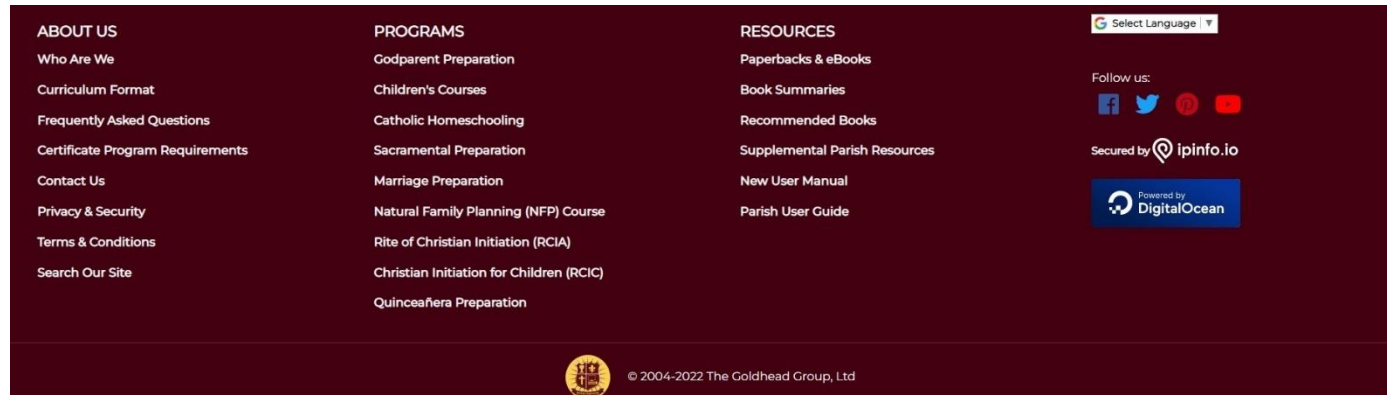 ABOUT US
Who Are We
Curriculum Format
Frequently Asked Questions
Certificate Program Requirements
Contact Us
Privacy & Security
Terms & Conditions
Search Our Site
PROGRAMS
Godparent Preparation
Children's Courses
Catholic Homeschooling
Sacramental Preparation
Marriage Preparation
Natural Family Planning (NFP) Course
Rite of Christian Initiation (RCIA)
Christian Initiation for Children (RCIC)
Quinceañera Preparation
RESOURCES
Paperbacks & eBooks
Book Summaries
Recommended Books
Supplemental Parish Resources
New User Manual
Parish User Guide
Select Language
Follow us:
Secured by ipinfo.io
Powered by
DigitalOcean
© 2004-2022 The Goldhead Group, Ltd